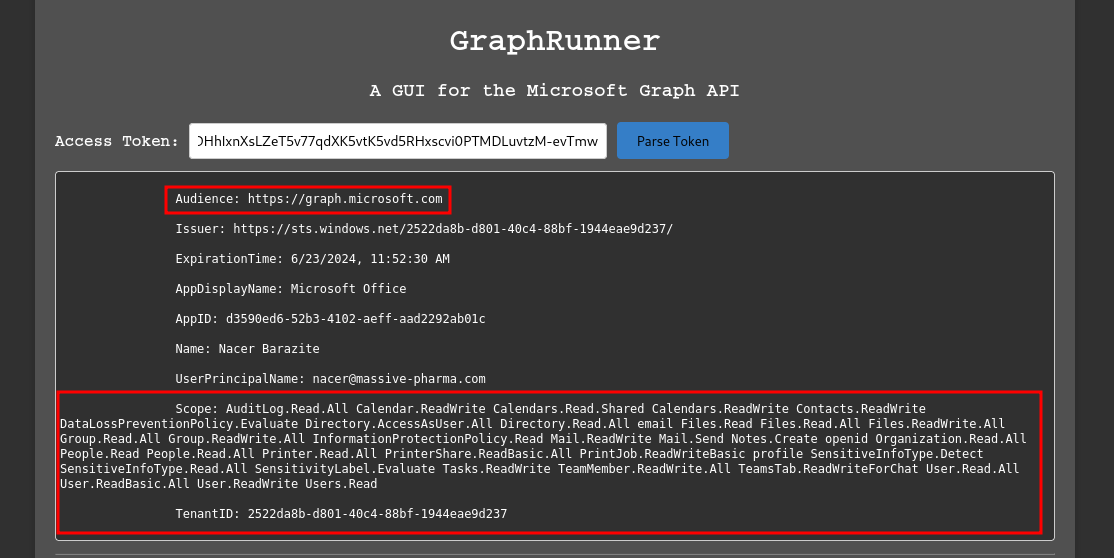 GraphRunner
A GUI for the Microsoft Graph API
Access Token: OHhIxnXsLZeT5v77qdXK5vtK5vd5RHxscvi0PTMDLuvtzM-evTmw Parse Token
Audience: https://graph.microsoft.com
Issuer: https://sts.windows.net/2522da8b-d801-40c4-88bf-1944eae9d237/
ExpirationTime: 6/23/2024, 11:52:30 AM
AppDisplayName: Microsoft Office
AppID: d3590ed6-52b3-4102-aeff-aad2292ab01c
Name: Nacer Barazite
UserPrincipalName: nacer@massive-pharma.com
Scope: AuditLog.Read.All Calendar.ReadWrite Calendars.Read.Shared Calendars.ReadWrite Contacts.ReadWrite
DataLossPreventionPolicy.Evaluate Directory.AccessAsUser.All Directory.Read.All email Files.Read Files.Read.All Files.ReadWrite.All
Group.Read.All Group.ReadWrite.All InformationProtectionPolicy.Read Mail.ReadWrite Mail.Send Notes.Create openid Organization.Read.All
People.Read People.Read.All Printer.Read.All PrinterShare.ReadBasic.All PrintJob.ReadWriteBasic profile SensitiveInfoType.Detect
SensitiveInfoType.Read.All SensitivityLabel.Evaluate Tasks.ReadWrite TeamMember.ReadWrite.All TeamsTab.ReadWriteForChat User.Read.All
User.ReadBasic.All User.ReadWrite Users.Read
TenantID: 2522da8b-d801-40c4-88bf-1944eae9d237